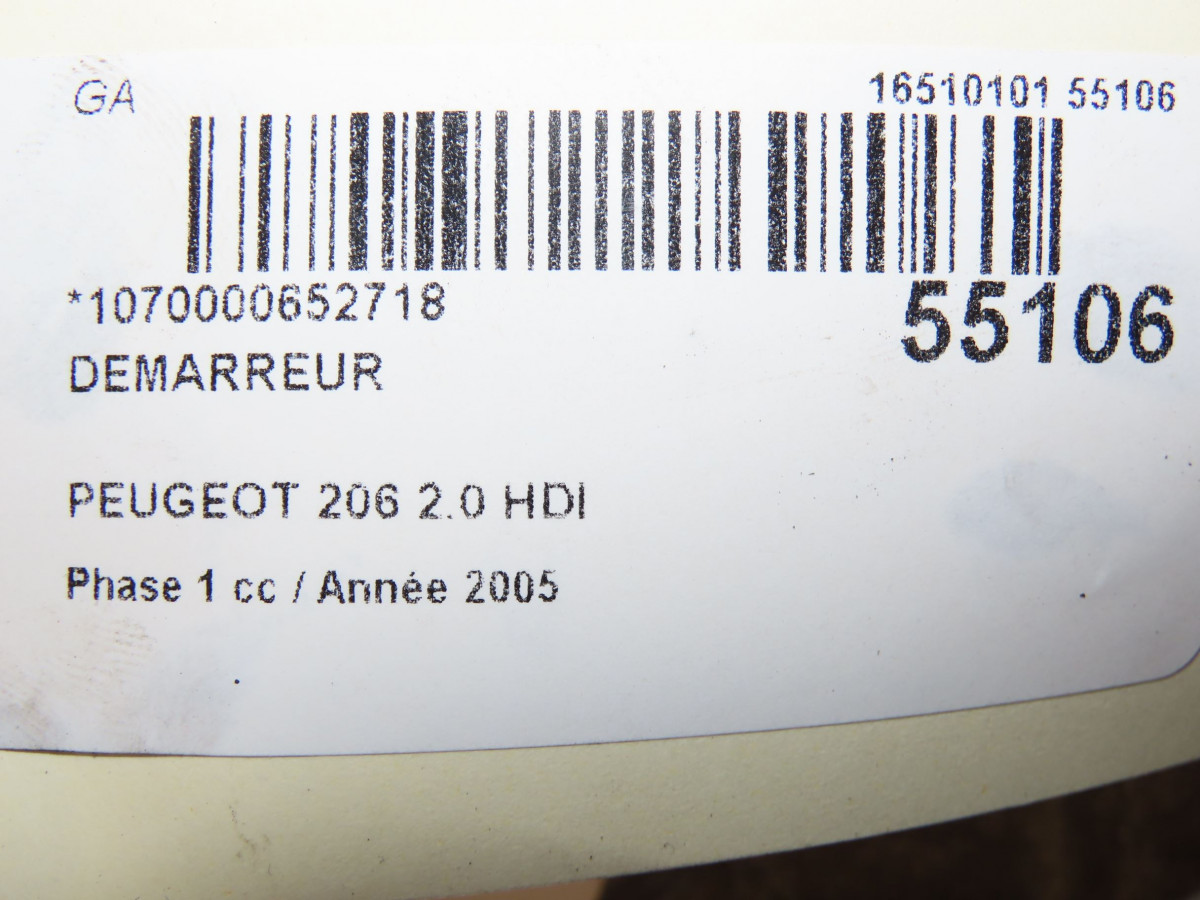 GA
16510101 55106
*1070000652718
55106
DEMARREUR
PEUGEOT 206 2.0 HDI
Phase 1 cc / Année 2005